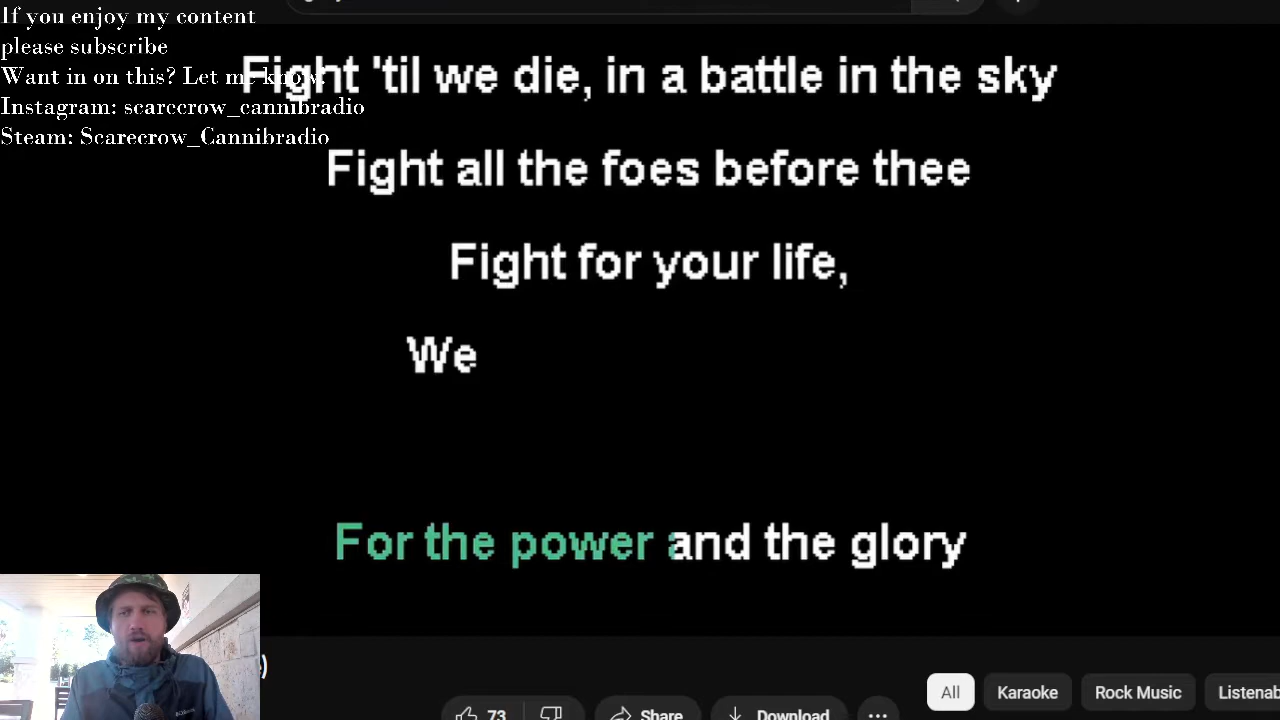 If you enjoy my content
please subscribe
Want in on this? Let me know!
Instagram: scarecrow_cannibradio
Steam: Scarecrow_Cannibradio
Fight 'til we die, in a battle in the sky
Fight all the foes before thee
Fight for your life,
We
For the power and the glory
73
Share
Download
All
Karaoke
Rock Music